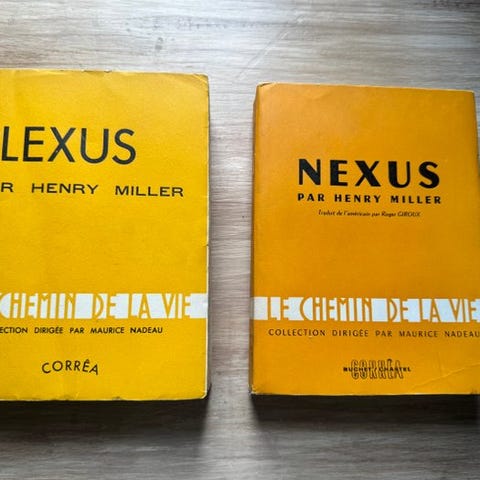 LEXUS
R HENRY MILLER
CHEMIN DE LA VIE
ECTION DIRIGÉE PAR MAURICE NADEAU
CORRÊA
NEXUS
PAR HENRY MILLER
Traduit de l'américain par Roger GIROUX
LE CHEMIN DE LA VIE
COLLECTION DIRIGÉE PAR MAURICE NADEAU
CORRÊA
BUCHET/CHASTEL